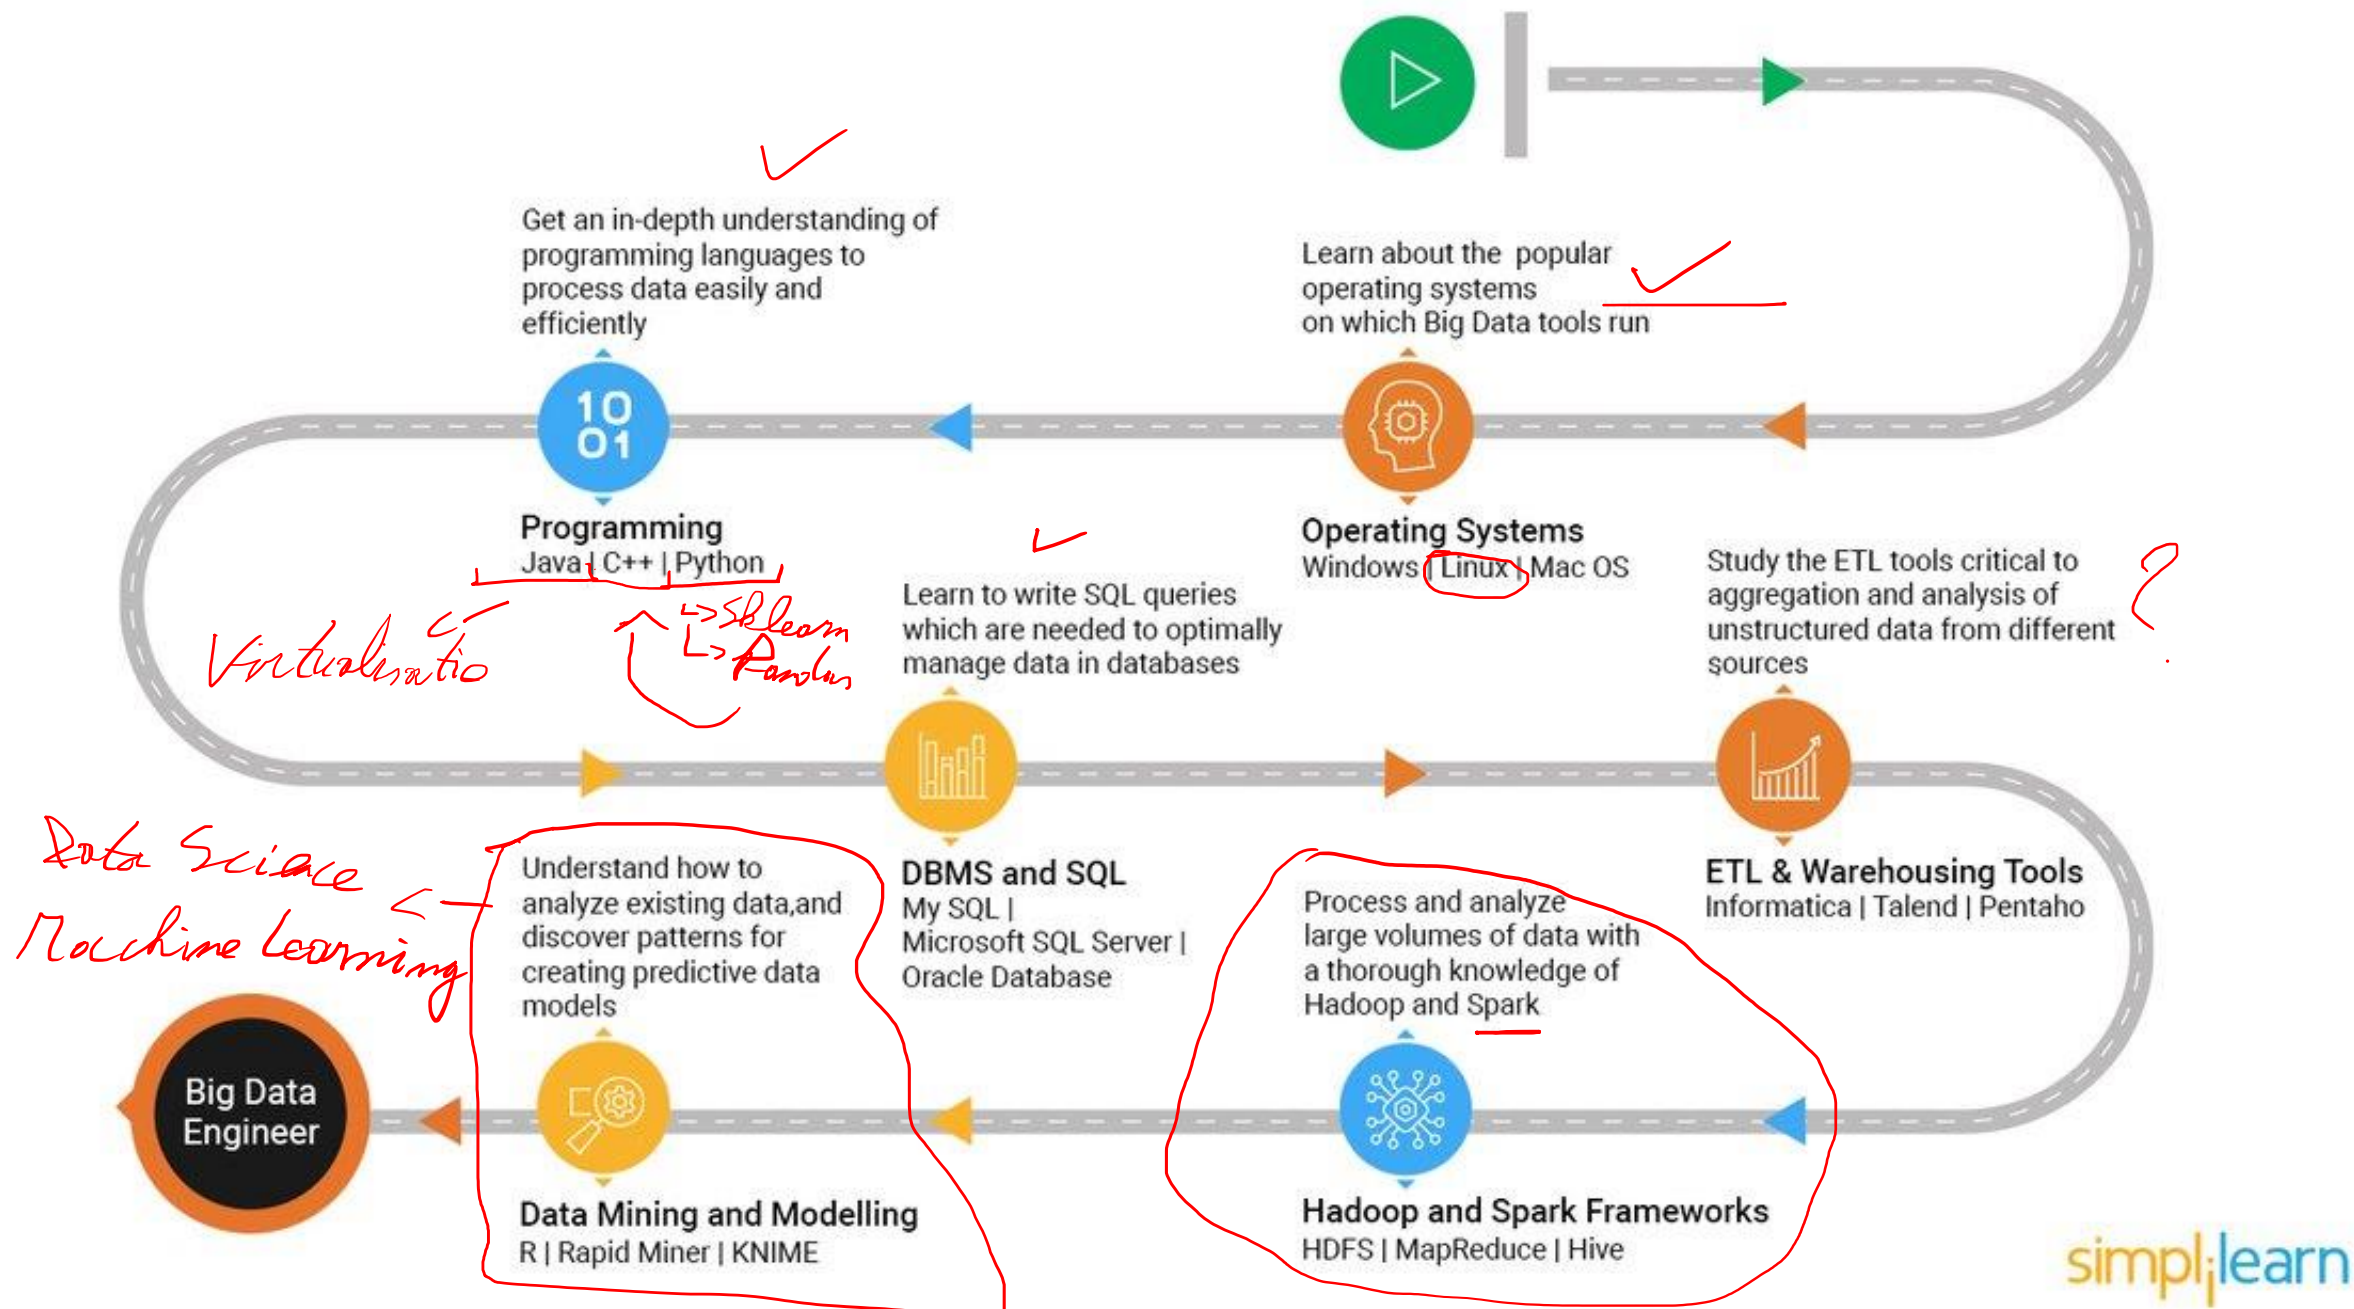 Get an in-depth understanding of
programming languages to
process data easily and
efficiently
Learn about the popular
operating systems
on which Big Data tools run
10
01
Programming
Java | C++ | Python
Operating Systems
Windows | Linux | Mac OS
Virtualisatio
Sklearn
Pandas
Learn to write SQL queries
which are needed to optimally
manage data in databases
Study the ETL tools critical to
aggregation and analysis of
unstructured data from different
sources
?
Data Science
Machine Learning
Understand how to
analyze existing data,and
discover patterns for
creating predictive data
models
DBMS and SQL
My SQL |
Microsoft SQL Server |
Oracle Database
Process and analyze
large volumes of data with
a thorough knowledge of
Hadoop and Spark
ETL & Warehousing Tools
Informatica | Talend | Pentaho
Big Data
Engineer
Data Mining and Modelling
R | Rapid Miner | KNIME
Hadoop and Spark Frameworks
HDFS | MapReduce | Hive
simplilearn